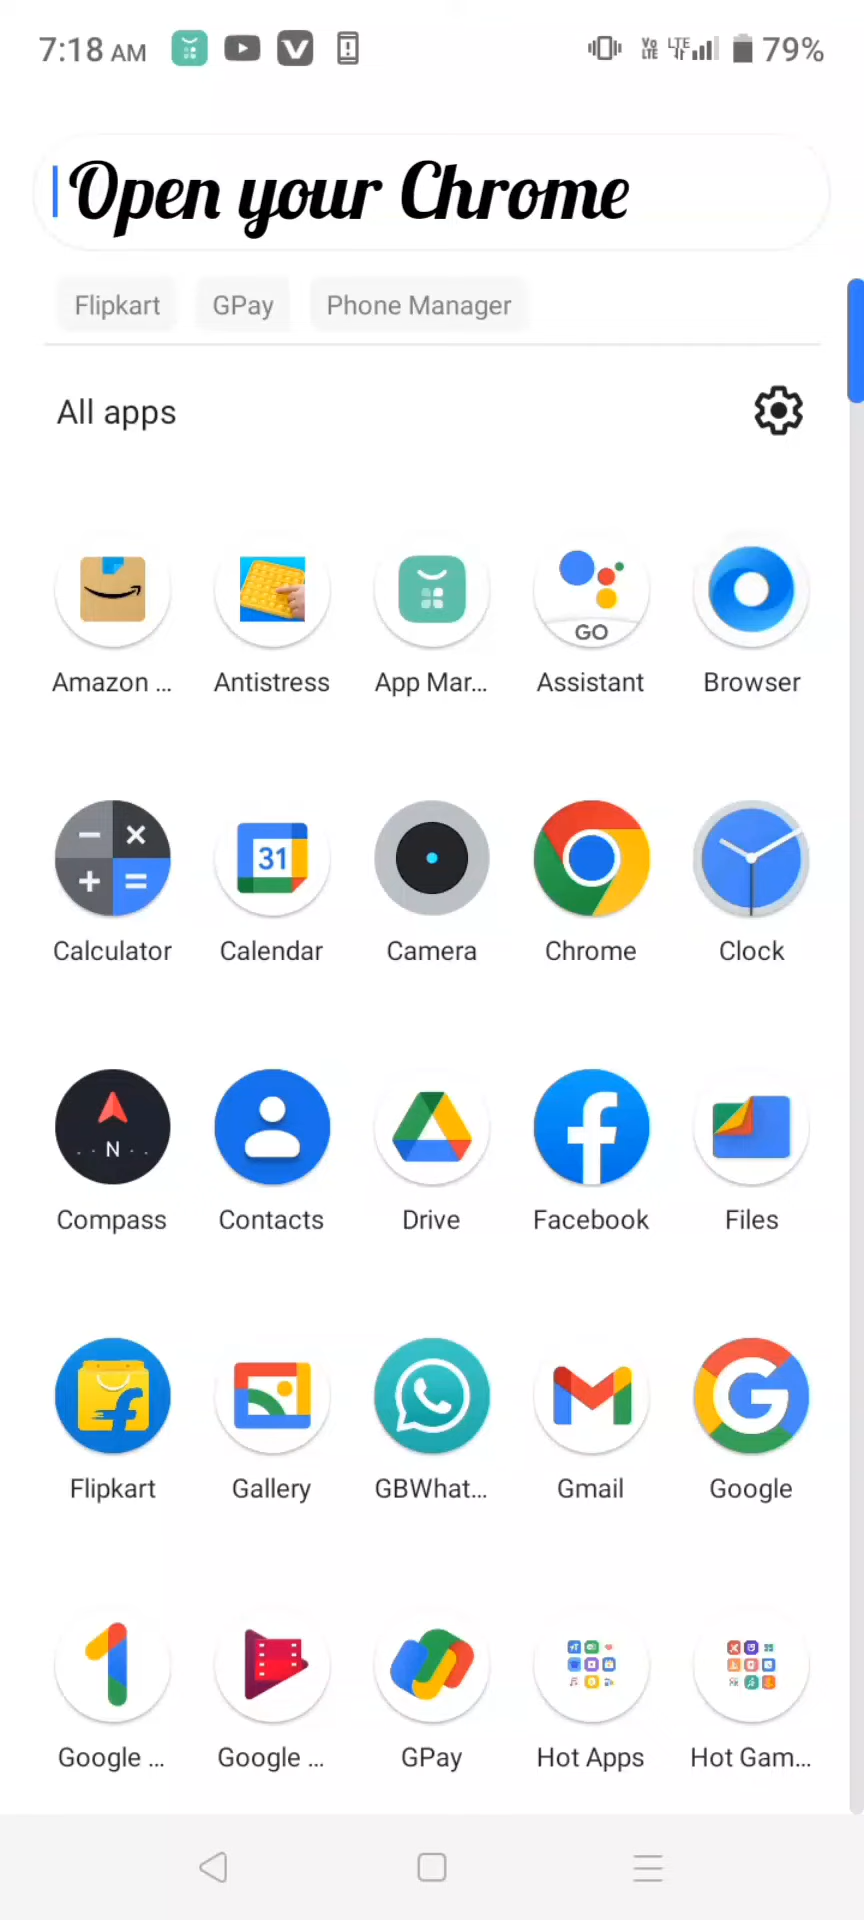 7:18 AM 79%
Open your Chrome
Flipkart GPay Phone Manager
All apps
GO
Amazon ... Antistress App Mar... Assistant Browser
31
Calculator Calendar Camera Chrome Clock
N
Compass Contacts Drive Facebook Files
Flipkart Gallery GBWhat... Gmail Google
Google ... Google ... GPay Hot Apps Hot Gam...